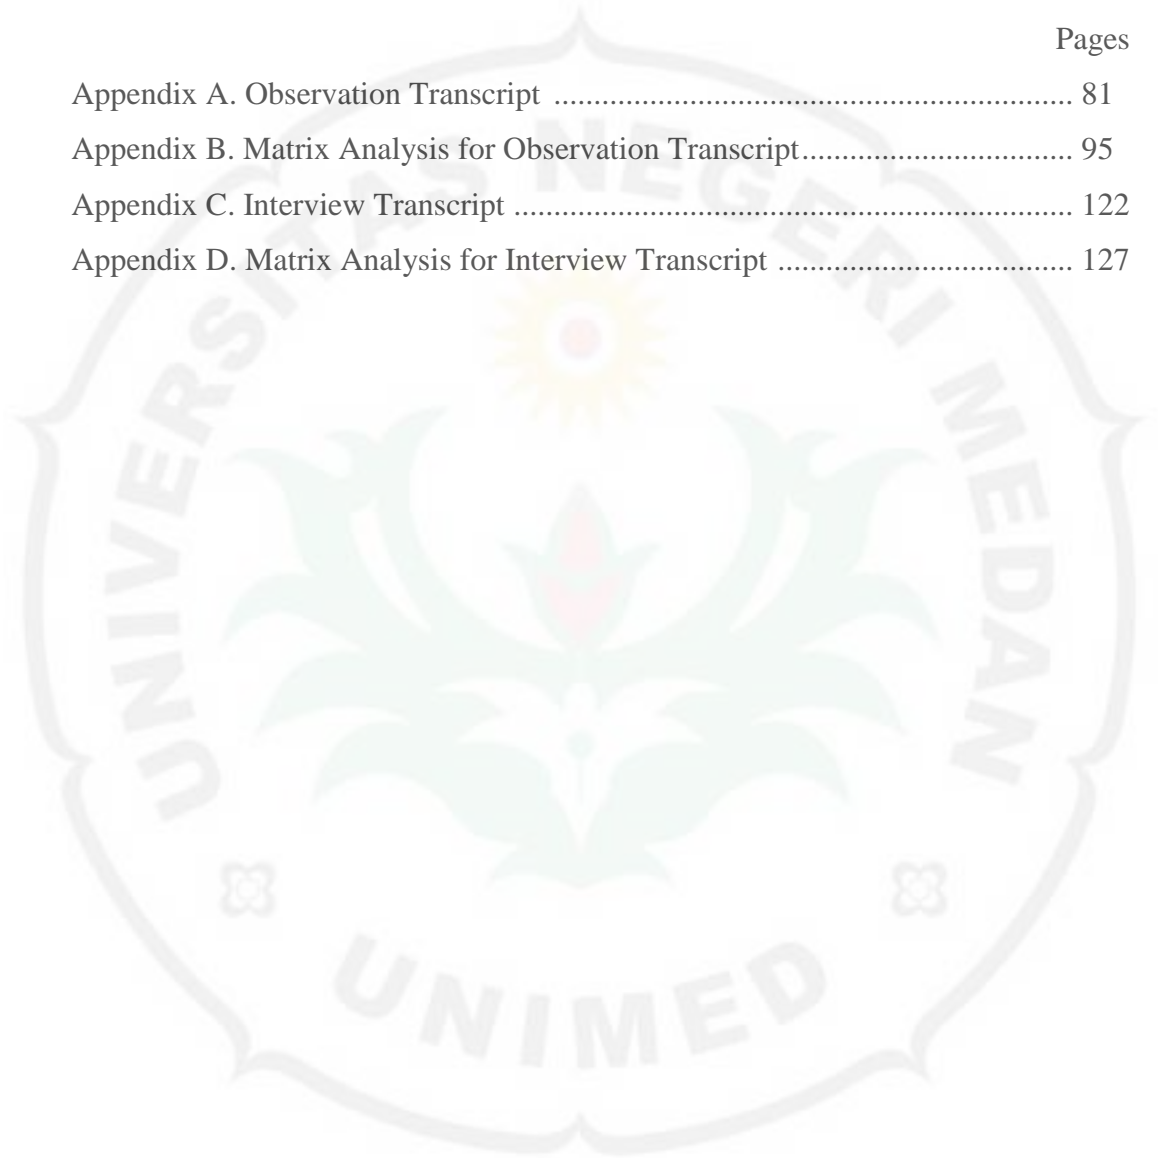 Pages
Appendix A. Observation Transcript ................................................................. 81
Appendix B. Matrix Analysis for Observation Transcript.................................. 95
Appendix C. Interview Transcript ...................................................................... 122
Appendix D. Matrix Analysis for Interview Transcript ..................................... 127
UNIVERSITAS NEGERI MEDAN
UNIMED